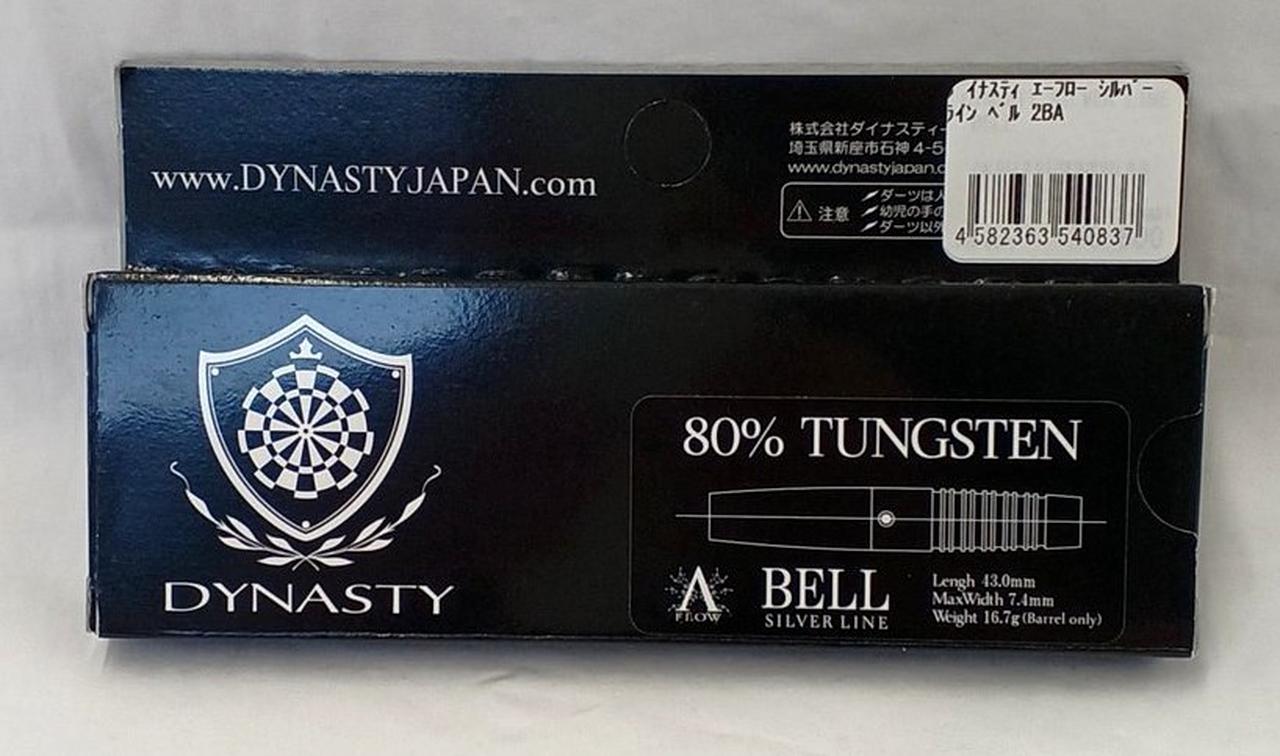 www.DYNASTYJAPAN.com
株式会社ダイナスティー
埼玉県新座市石神 4-5
www.dynastyjapan.c
注意
ダーツは人
幼児の手の
ダーツ以外
イナスティ エーフロー シルバー
ライン ベル 2BA
4 582363 540837
DYNASTY
80% TUNGSTEN
A
FLOW
BELL
SILVER LINE
Lengh 43.0mm
MaxWidth 7.4mm
Weight 16.7g (Barrel only)